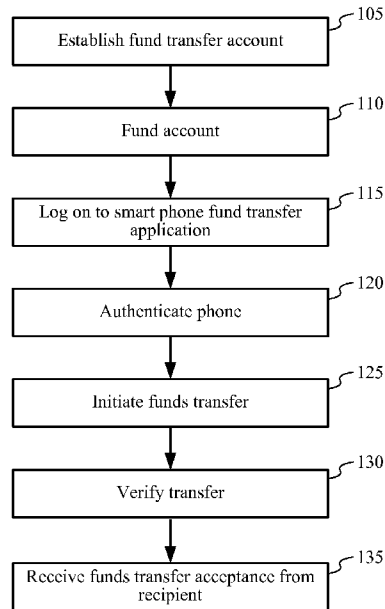 105
Establish fund transfer account
110
Fund account
115
Log on to smart phone fund transfer
application
120
Authenticate phone
125
Initiate funds transfer
130
Verify transfer
135
Receive funds transfer acceptance from
recipient